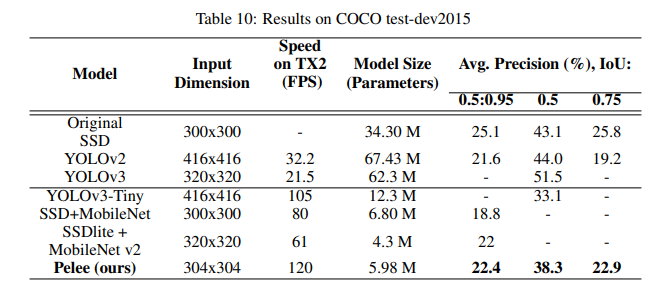 Table 10: Results on COCO test-dev2015
Model Input Dimension Speed on TX2 (FPS) Model Size (Parameters) Avg. Precision (%), IoU:
0.5:0.95 0.5 0.75
Original SSD 300x300 - 34.30 M 25.1 43.1 25.8
YOLOv2 416x416 32.2 67.43 M 21.6 44.0 19.2
YOLOv3 320x320 21.5 62.3 M - 51.5 -
YOLOv3-Tiny 416x416 105 12.3 M - 33.1 -
SSD+MobileNet 300x300 80 6.80 M 18.8 - -
SSDlite + MobileNet v2 320x320 61 4.3 M 22 - -
Pelee (ours) 304x304 120 5.98 M 22.4 38.3 22.9